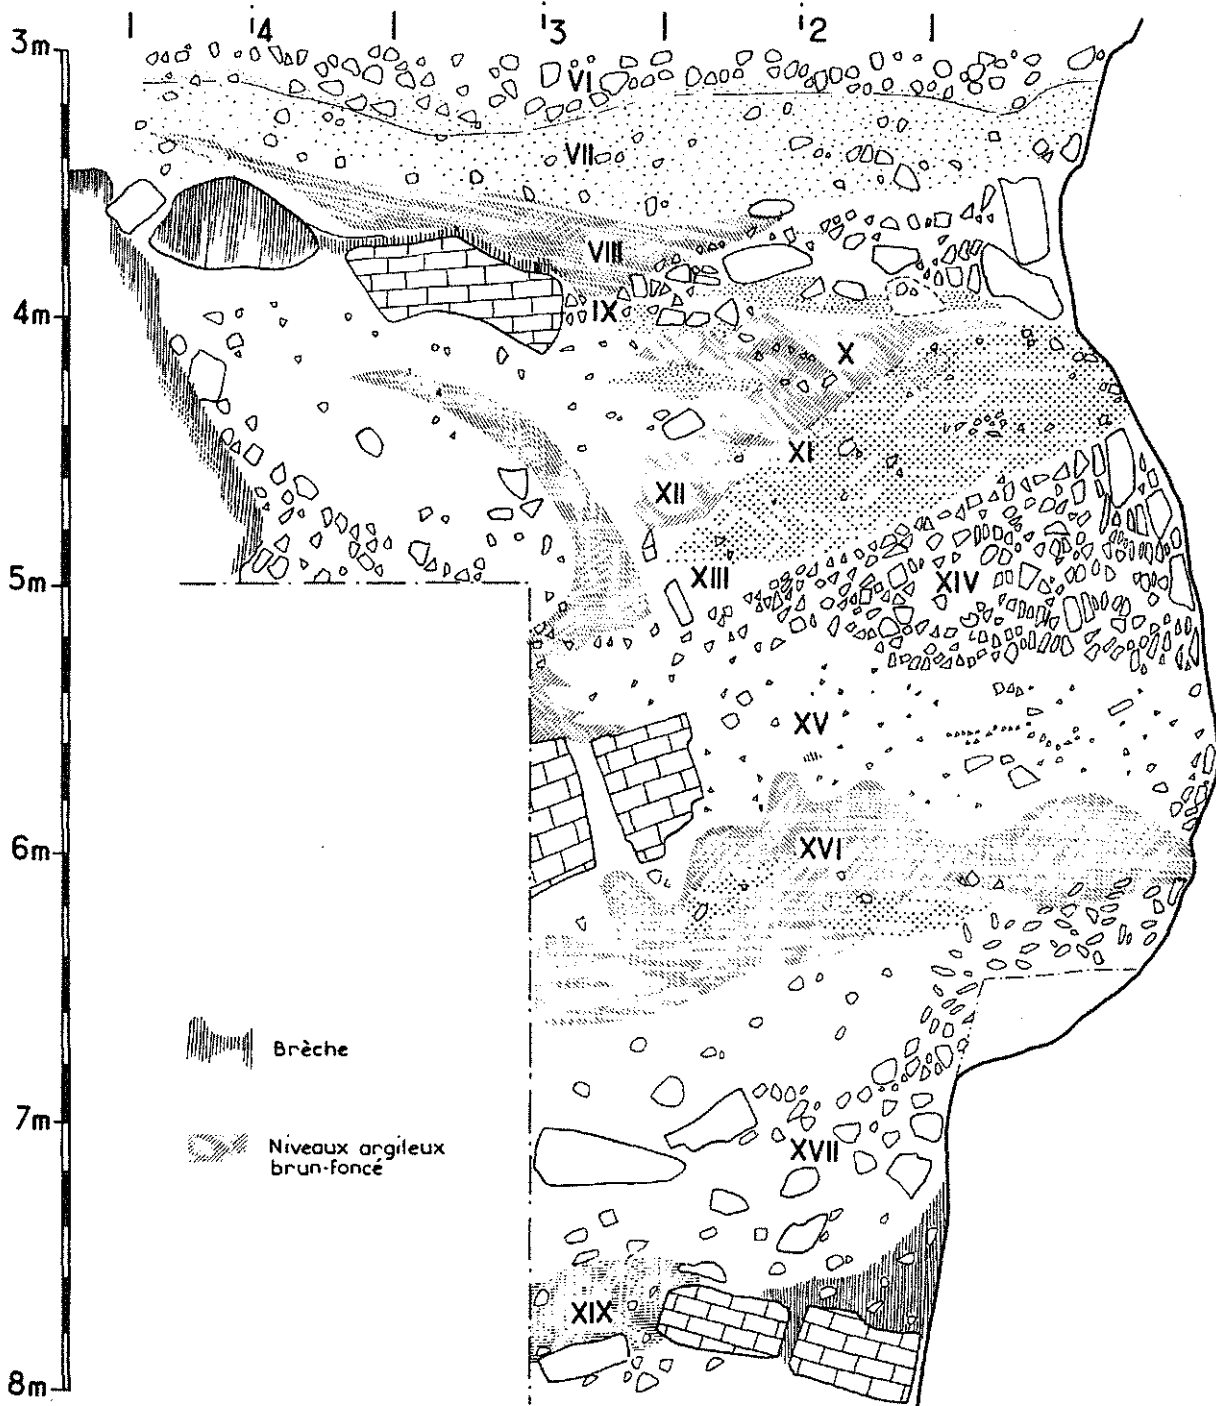 4 3 2
3m
VI
VII
VIII
IX
4m
X
XI
XII
XIII
5m
XIV
XV
XVI
6m
Brèche
7m
Niveaux argileux
brun-foncé
XVII
XIX
8m